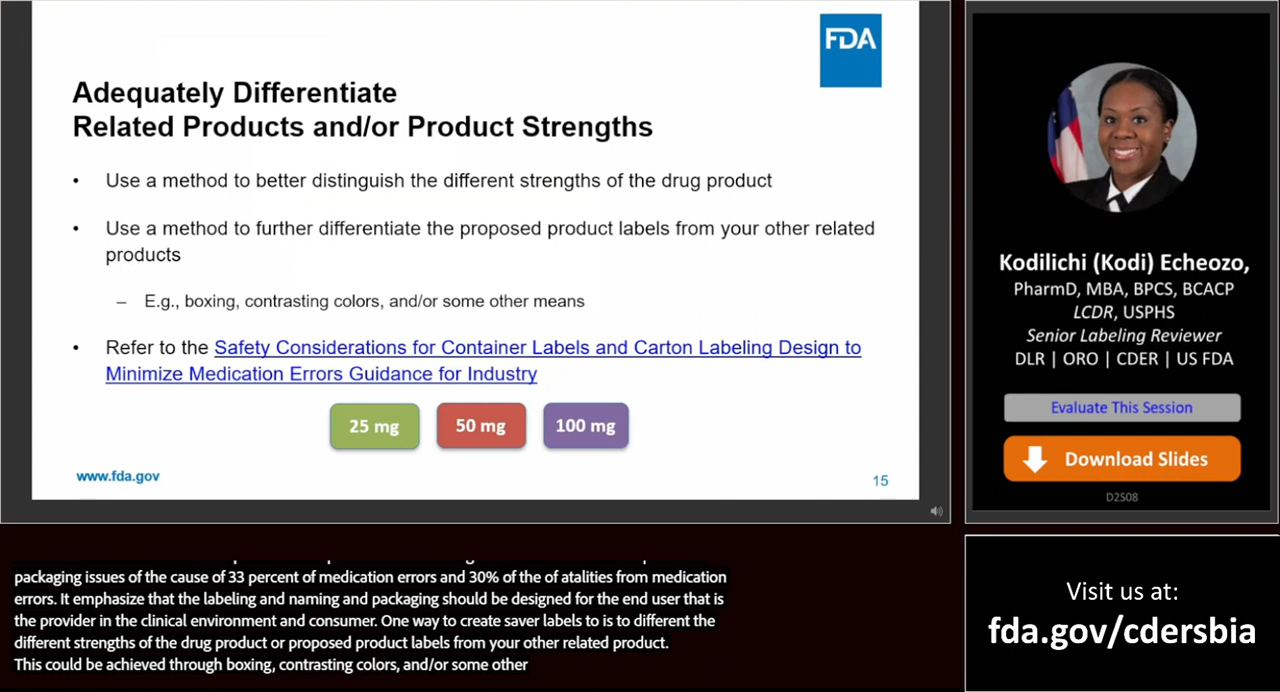 FDA
Adequately Differentiate
Related Products and/or Product Strengths
• Use a method to better distinguish the different strengths of the drug product
• Use a method to further differentiate the proposed product labels from your other related
products
– E.g., boxing, contrasting colors, and/or some other means
• Refer to the Safety Considerations for Container Labels and Carton Labeling Design to
Minimize Medication Errors Guidance for Industry
25 mg
50 mg
100 mg
www.fda.gov
15
packaging issues of the cause of 33 percent of medication errors and 30% of the of atalities from medication
errors. It emphasize that the labeling and naming and packaging should be designed for the end user that is
the provider in the clinical environment and consumer. One way to create saver labels to is to different the
different strengths of the drug product or proposed product labels from your other related product.
This could be achieved through boxing, contrasting colors, and/or some other
Kodilichi (Kodi) Echeozo,
PharmD, MBA, BPCS, BCACP
LCDR, USPHS
Senior Labeling Reviewer
DLR | ORO | CDER | US FDA
Evaluate This Session
Download Slides
D2S08
Visit us at:
fda.gov/cdersbia